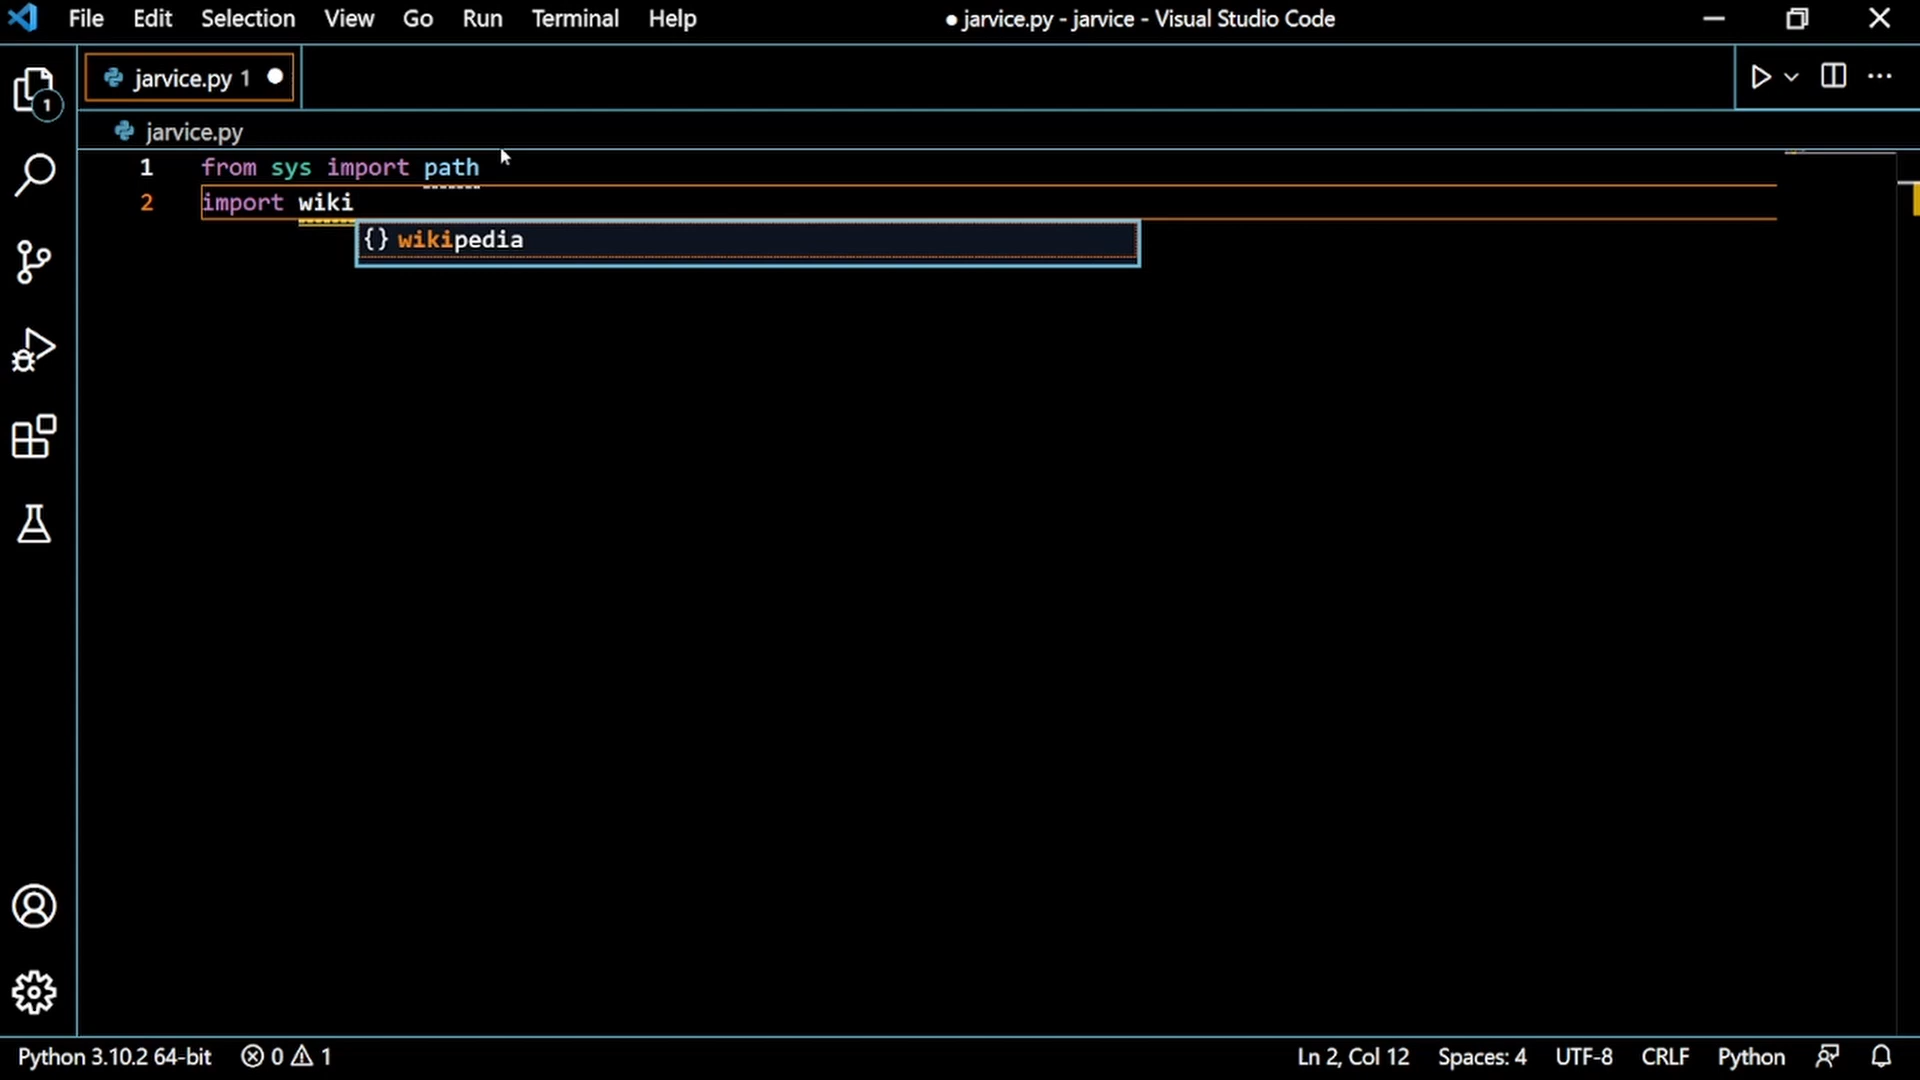 File Edit Selection View Go Run Terminal Help ● jarvice.py - jarvice - Visual Studio Code
jarvice.py 1
1
jarvice.py
1 from sys import path
2 import wiki
{} wikipedia
Python 3.10.2 64-bit 0 1 Ln 2, Col 12 Spaces: 4 UTF-8 CRLF Python